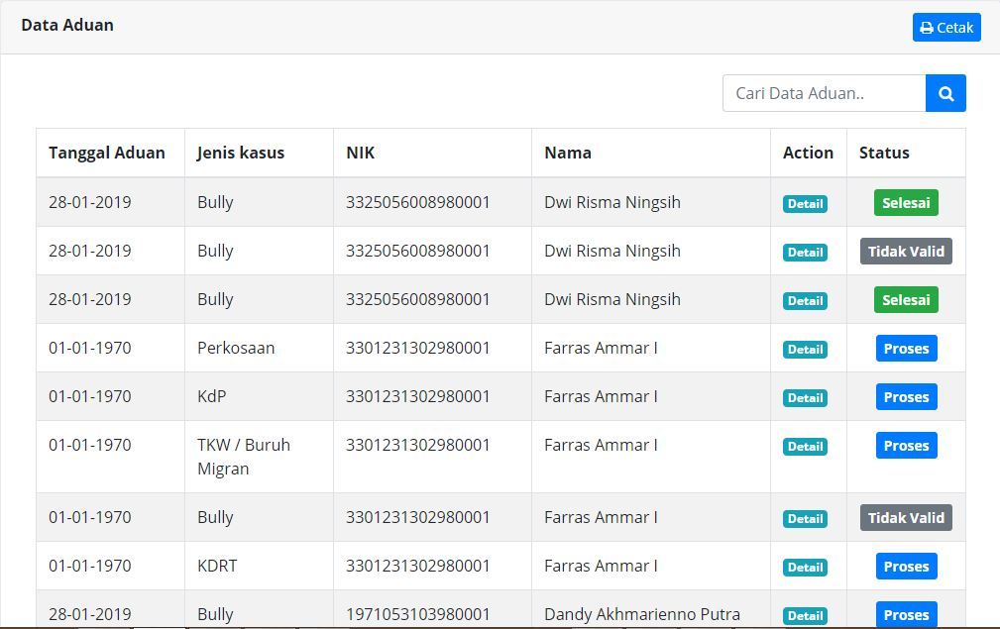 Data Aduan Cetak
Cari Data Aduan..
Tanggal Aduan Jenis kasus NIK Nama Action Status
28-01-2019 Bully 3325056008980001 Dwi Risma Ningsih Detail Selesai
28-01-2019 Bully 3325056008980001 Dwi Risma Ningsih Detail Tidak Valid
28-01-2019 Bully 3325056008980001 Dwi Risma Ningsih Detail Selesai
01-01-1970 Perkosaan 3301231302980001 Farras Ammar I Detail Proses
01-01-1970 KdP 3301231302980001 Farras Ammar I Detail Proses
01-01-1970 TKW / Buruh 3301231302980001 Farras Ammar I Detail Proses
Migran
01-01-1970 Bully 3301231302980001 Farras Ammar I Detail Tidak Valid
01-01-1970 KDRT 3301231302980001 Farras Ammar I Detail Proses
28-01-2019 Bully 1971053103980001 Dandy Akhmarienno Putra Detail Proses